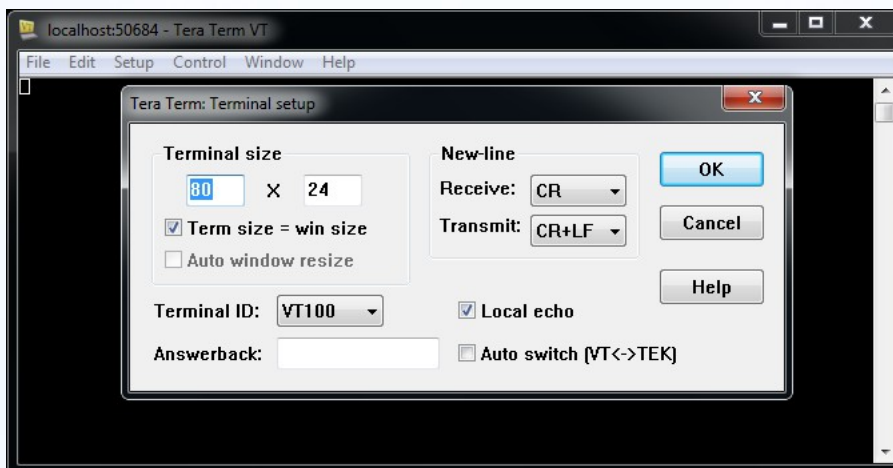 localhost:50684 - Tera Term VT
File Edit Setup Control Window Help
Tera Term: Terminal setup
Terminal size
80 X 24
Term size = win size
Auto window resize
New-line
Receive: CR
Transmit: CR+LF
OK
Cancel
Help
Terminal ID: VT100
Local echo
Answerback:
Auto switch (VT<->TEK)